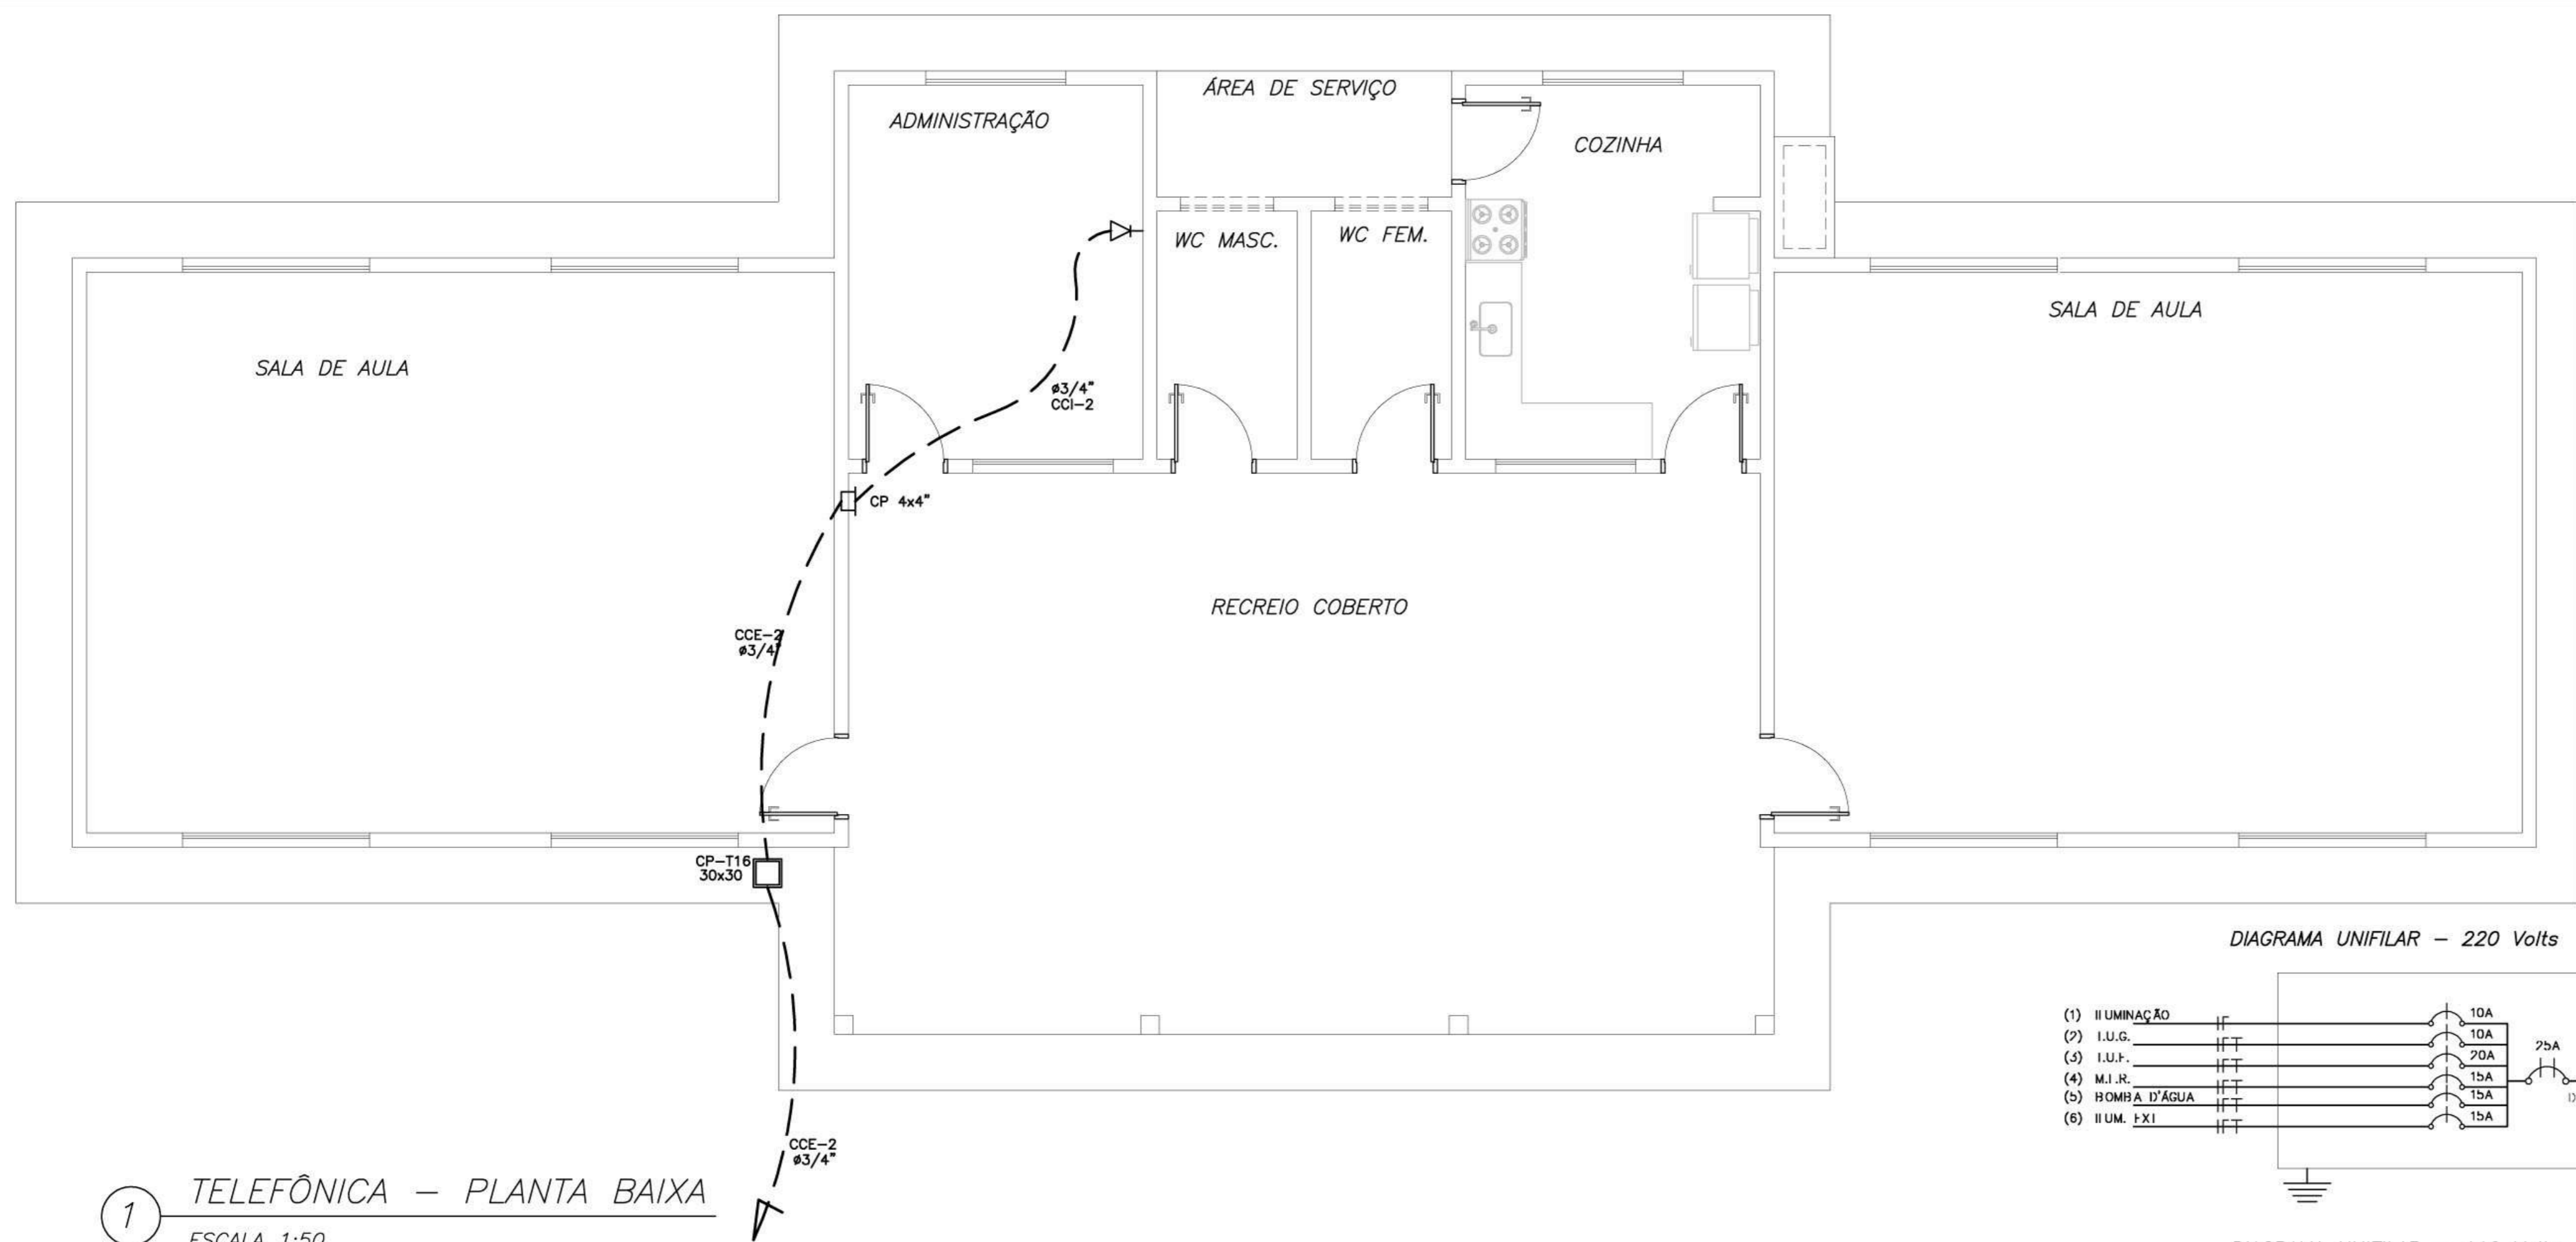 ÁREA DE SERVIÇO
ADMINISTRAÇÃO
COZINHA
WC MASC.
WC FEM.
SALA DE AULA
SALA DE AULA
ø3/4"
CCI-2
CP 4x4"
RECREIO COBERTO
CCE-2
ø3/4"
CP-T16
30x30
DIAGRAMA UNIFILAR - 220 Volts
(1) ILUMINAÇÃO 10A
(2) T.U.G. 10A
(3) 20A
25A
(4) 15A
(5) BOMBA D'ÁGUA 15A
(6) ILUM. EXT 15A
CCE-2
ø3/4"
1 TELEFÔNICA - PLANTA BAIXA
ESCALA 1:50